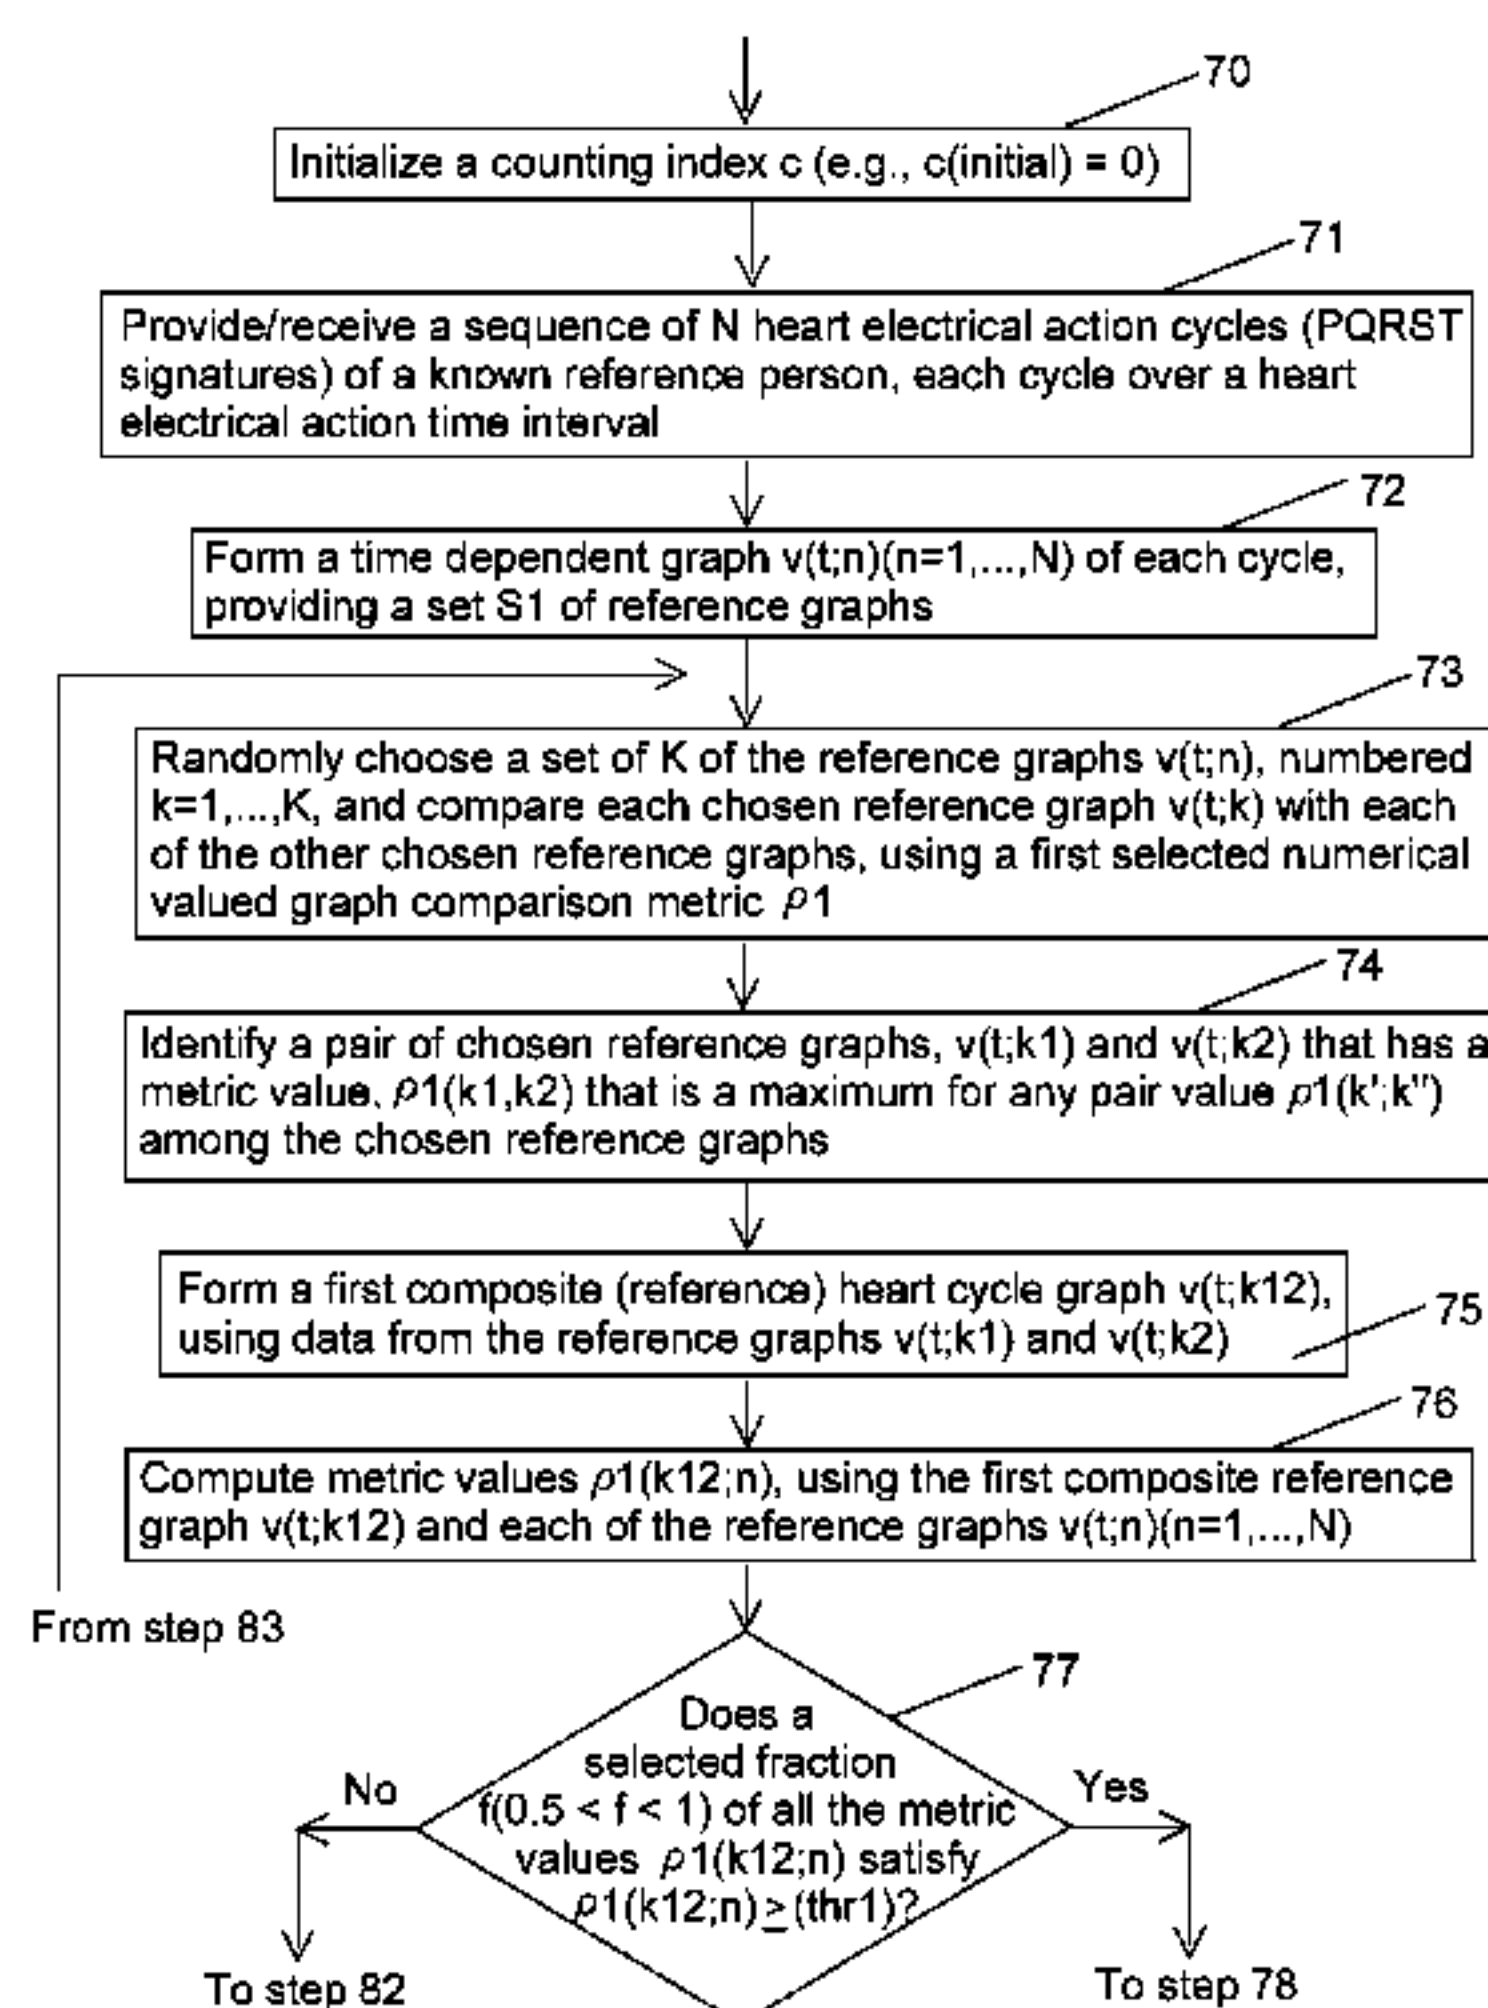 70
Initialize a counting index c (e.g., c(initial) = 0)
71
Provide/receive a sequence of N heart electrical action cycles (PQRST
signatures) of a known reference person, each cycle over a heart
electrical action time interval
72
Form a time dependent graph v(t;n)(n=1,...,N) of each cycle,
providing a set S1 of reference graphs
73
Randomly choose a set of K of the reference graphs v(t;n), numbered
k=1,...,K, and compare each chosen reference graph v(t;k) with each
of the other chosen reference graphs, using a first selected numerical
valued graph comparison metric ρ1
74
Identify a pair of chosen reference graphs, v(t;k1) and v(t;k2) that has a
metric value, ρ1(k1,k2) that is a maximum for any pair value ρ1(k';k")
among the chosen reference graphs
Form a first composite (reference) heart cycle graph v(t;k12),
using data from the reference graphs v(t;k1) and v(t;k2)
75
76
Compute metric values ρ1(k12;n), using the first composite reference
graph v(t;k12) and each of the reference graphs v(t;n)(n=1,...,N)
From step 83
77
Does a
selected fraction
f(0.5 < f < 1) of all the metric
values ρ1(k12;n) satisfy
ρ1(k12;n)≥(thr1)?
No
Yes
To step 82
To step 78